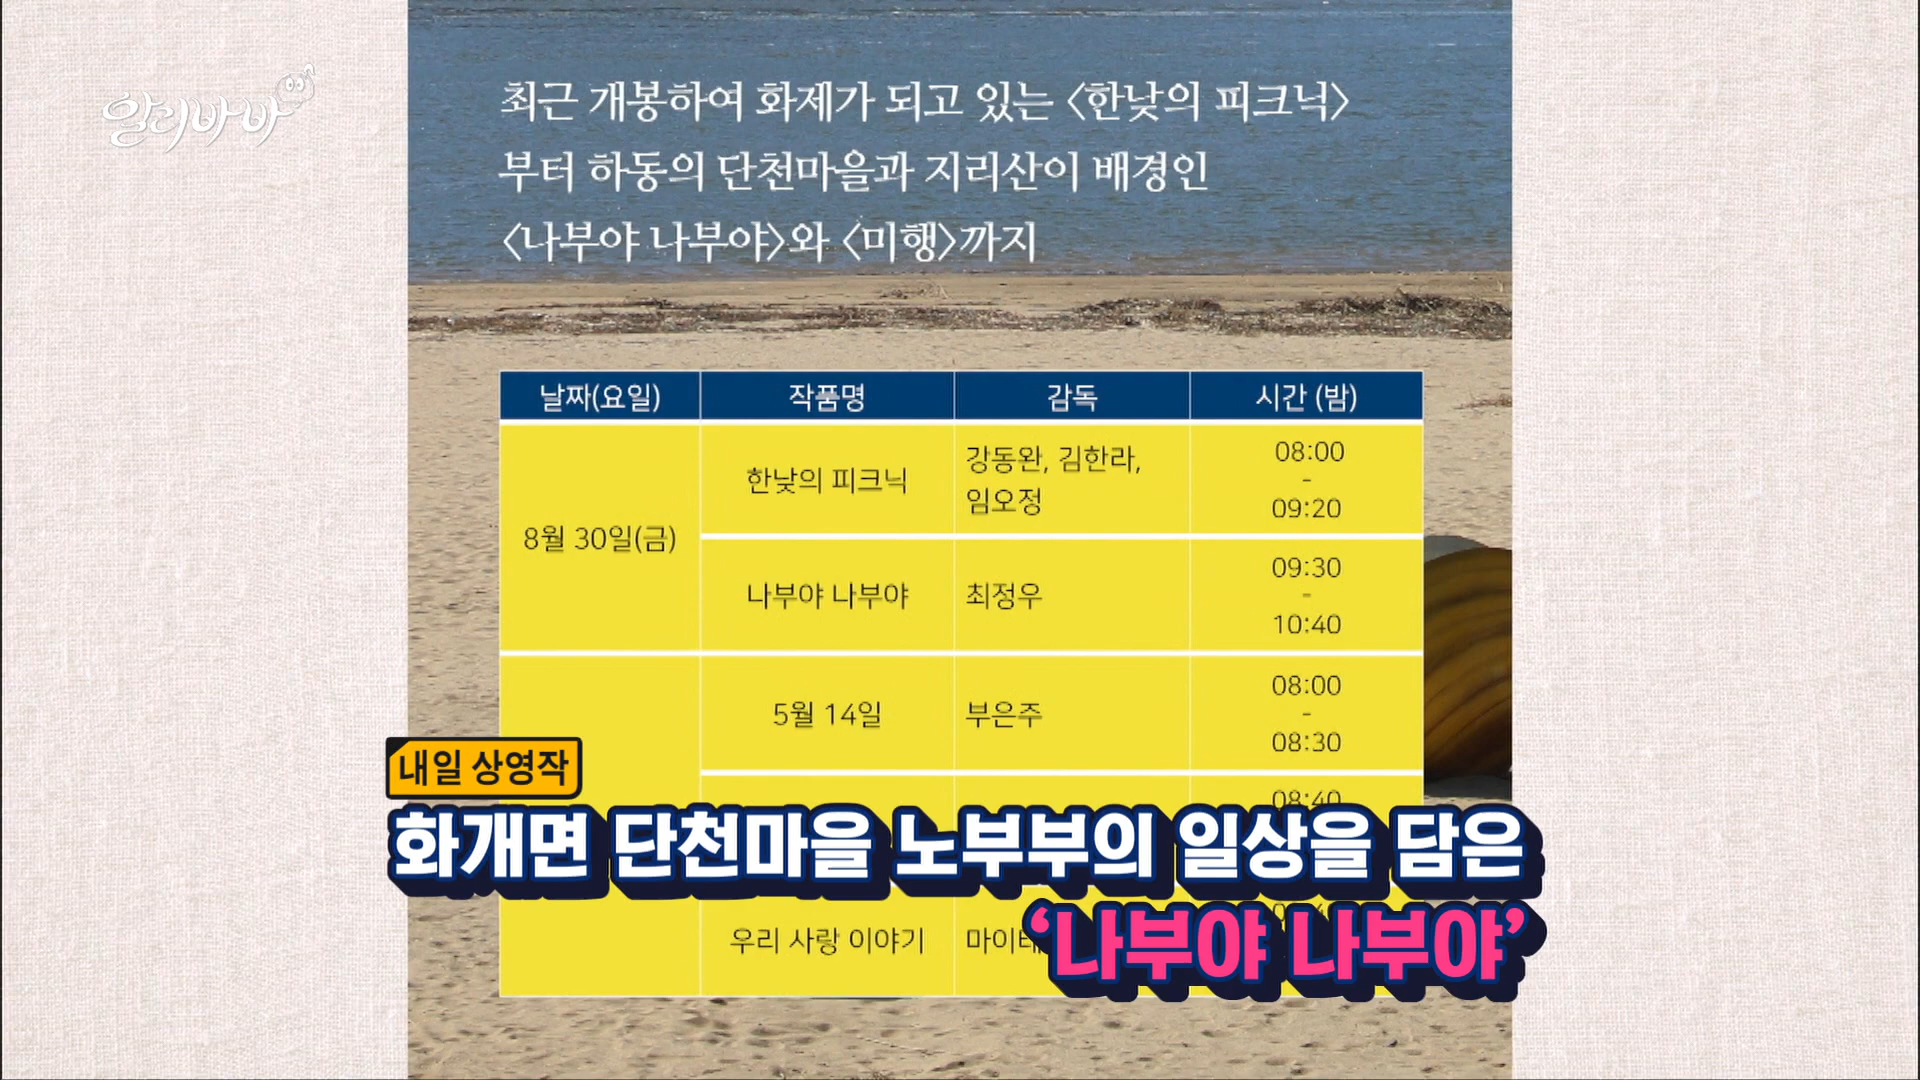 알리바바
최근 개봉하여 화제가 되고 있는 〈한낮의 피크닉〉
부터 하동의 단천마을과 지리산이 배경인
〈나부야 나부야〉와 〈미행〉까지
날짜(요일) 작품명 감독 시간 (밤)
8월 30일(금)
한낮의 피크닉
강동완, 김한라,
임오정
08:00
-
09:20
나부야 나부야
최정우
09:30
-
10:40
5월 14일
부은주
08:00
-
08:30
08:40
우리 사랑 이야기
내일 상영작
화개면 단천마을 노부부의 일상을 담은
‘나부야 나부야’